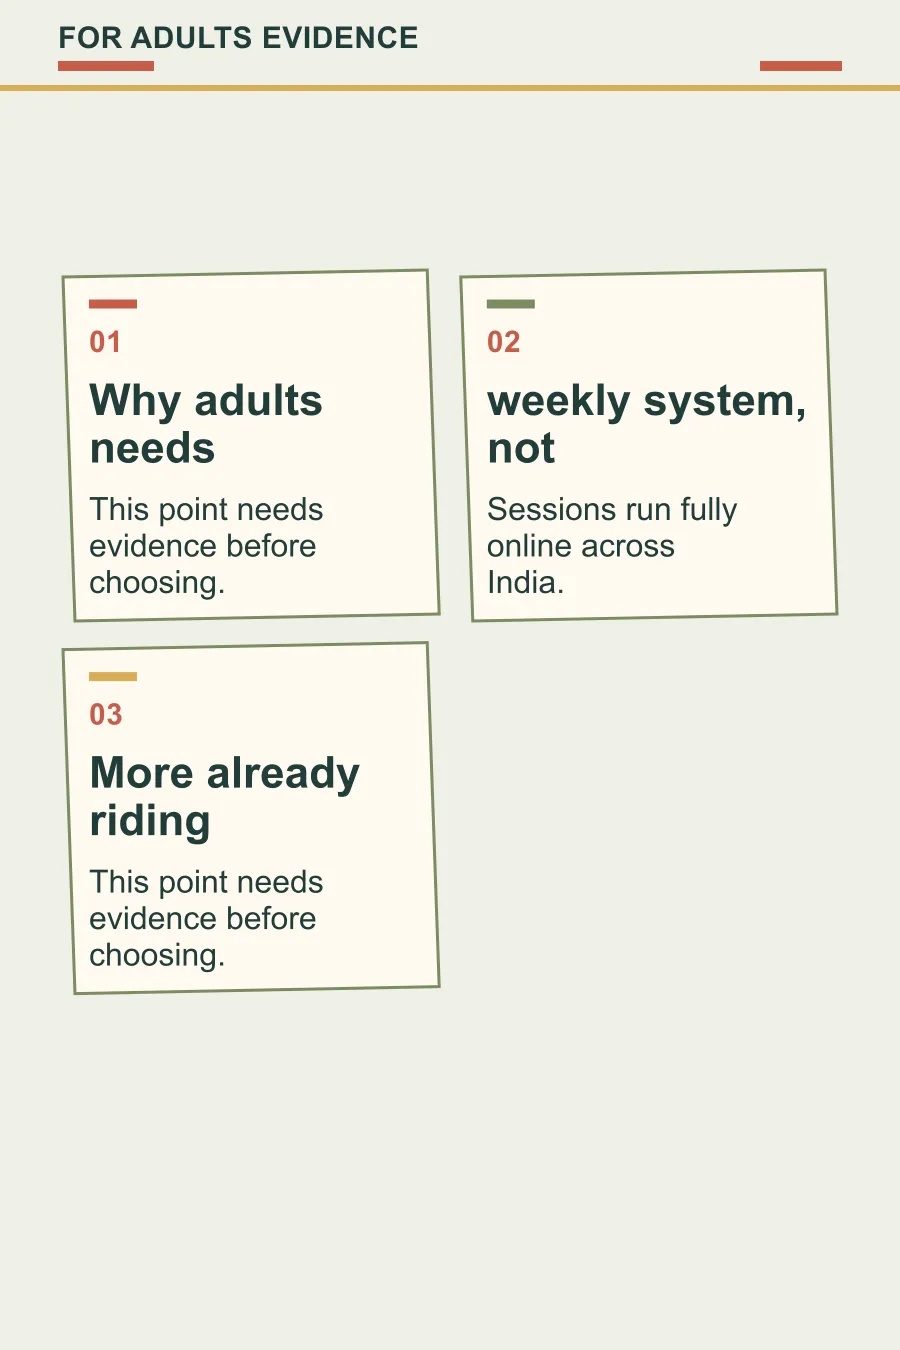 FOR ADULTS EVIDENCE
01
Why adults
needs
This point needs
evidence before
choosing.
02
weekly system,
not
Sessions run fully
online across
India.
03
More already
riding
This point needs
evidence before
choosing.